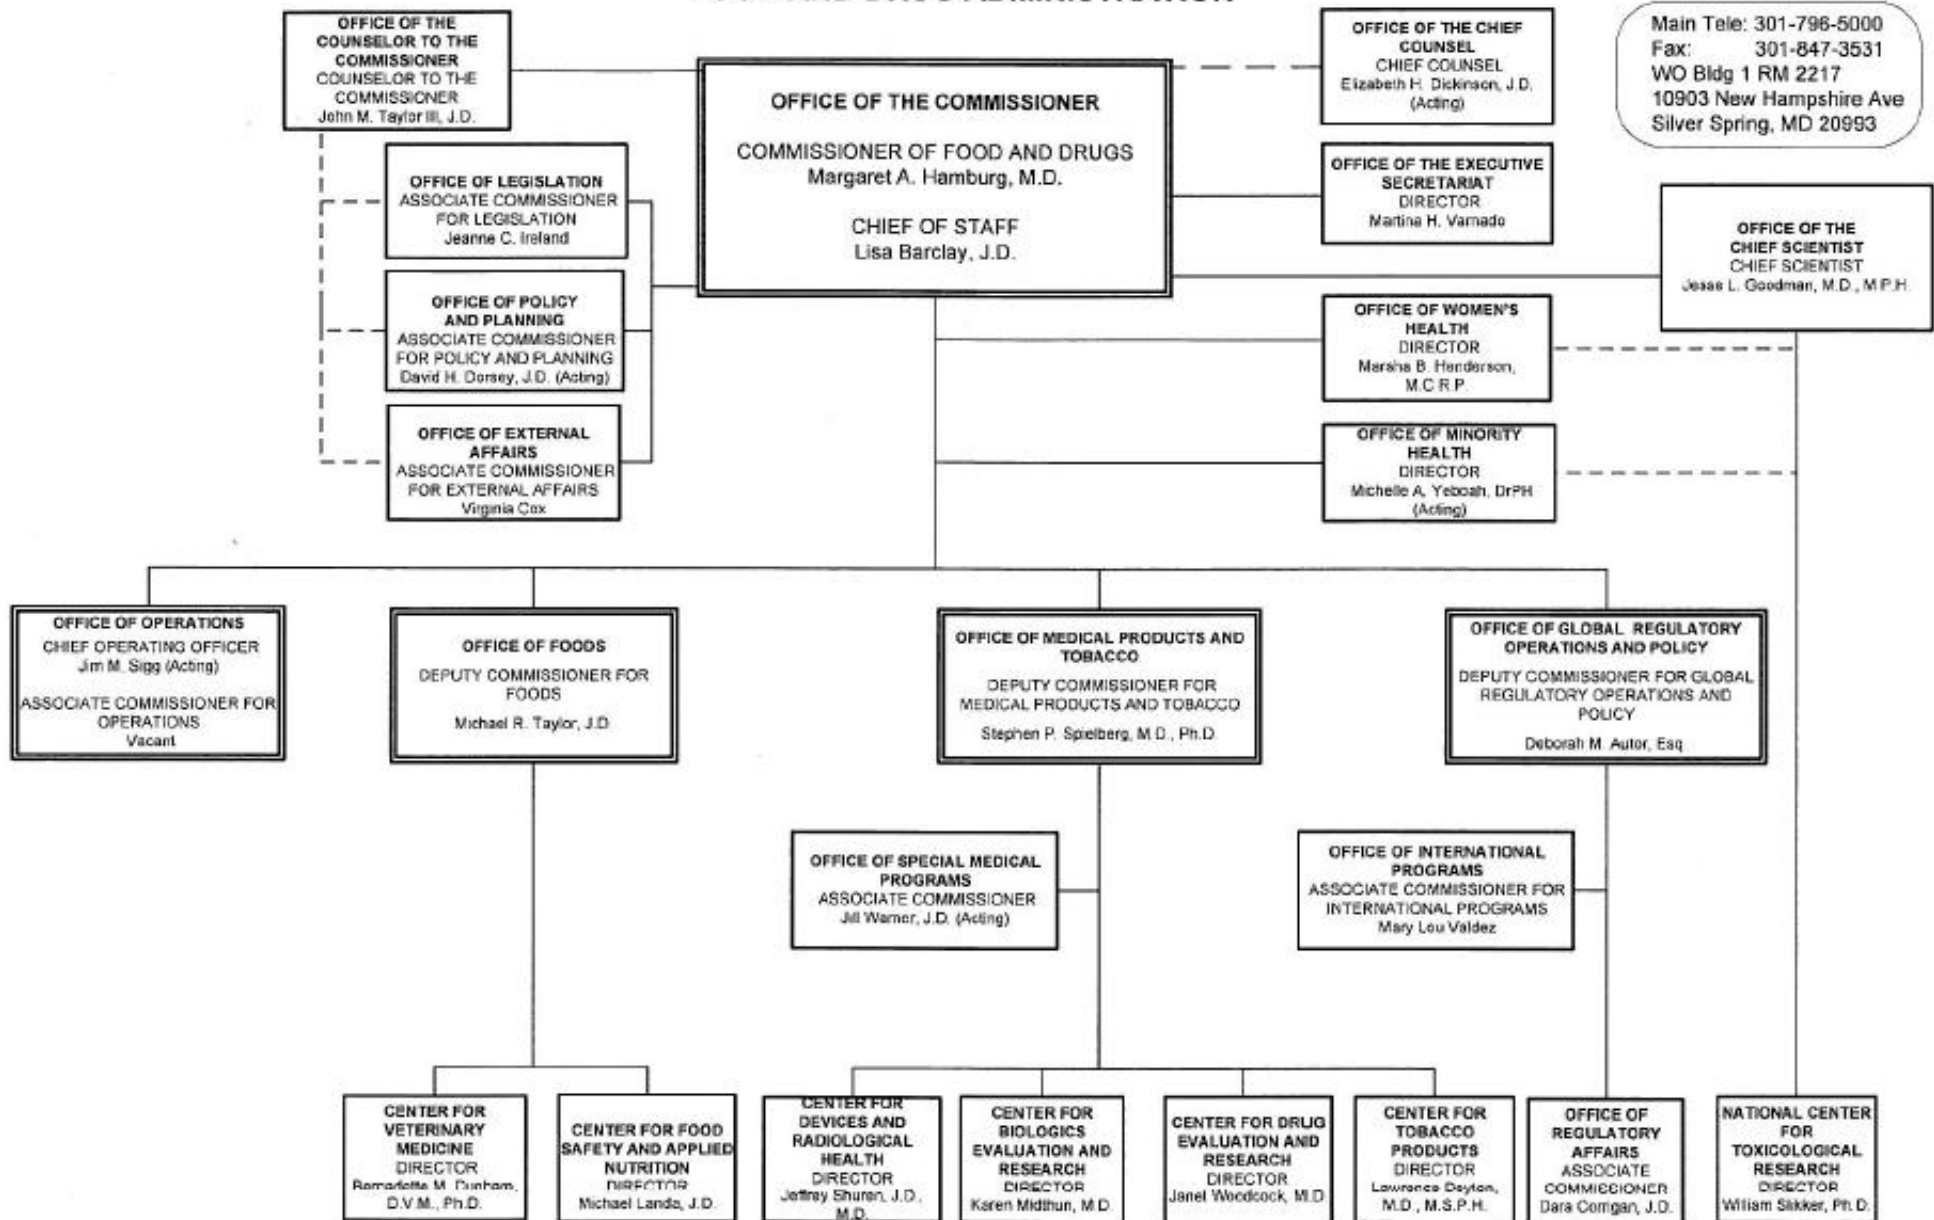 OFFICE OF THE
COUNSELOR TO THE
COMMISSIONER
COUNSELOR TO THE
COMMISSIONER
John M. Taylor III, J.D.
OFFICE OF THE COMMISSIONER
COMMISSIONER OF FOOD AND DRUGS
Margaret A. Hamburg, M.D.
CHIEF OF STAFF
Lisa Barclay, J.D.
OFFICE OF THE CHIEF
COUNSEL
CHIEF COUNSEL
Elizabeth H. Dickinson, J.D.
(Acting)
Main Tele: 301-796-5000
Fax: 301-847-3531
WO Bldg 1 RM 2217
10903 New Hampshire Ave
Silver Spring, MD 20993
OFFICE OF LEGISLATION
ASSOCIATE COMMISSIONER
FOR LEGISLATION
Jeanne C. Ireland
OFFICE OF THE EXECUTIVE
SECRETARIAT
DIRECTOR
Martina H. Varnado
OFFICE OF THE
CHIEF SCIENTIST
CHIEF SCIENTIST
Jesse L. Goodman, M.D., M.P.H.
OFFICE OF POLICY
AND PLANNING
ASSOCIATE COMMISSIONER
FOR POLICY AND PLANNING
David H. Dorsey, J.D. (Acting)
OFFICE OF WOMEN'S
HEALTH
DIRECTOR
Marsha B. Henderson,
M.C.R.P.
OFFICE OF EXTERNAL
AFFAIRS
ASSOCIATE COMMISSIONER
FOR EXTERNAL AFFAIRS
Virginia Cox
OFFICE OF MINORITY
HEALTH
DIRECTOR
Michelle A. Yeboah, DrPH
(Acting)
OFFICE OF OPERATIONS
CHIEF OPERATING OFFICER
Jim M. Sigg (Acting)
ASSOCIATE COMMISSIONER FOR
OPERATIONS
Vacant
OFFICE OF FOODS
DEPUTY COMMISSIONER FOR
FOODS
Michael R. Taylor, J.D.
OFFICE OF MEDICAL PRODUCTS AND
TOBACCO
DEPUTY COMMISSIONER FOR
MEDICAL PRODUCTS AND TOBACCO
Stephen P. Spielberg, M.D., Ph.D.
OFFICE OF GLOBAL REGULATORY
OPERATIONS AND POLICY
DEPUTY COMMISSIONER FOR GLOBAL
REGULATORY OPERATIONS AND
POLICY
Deborah M. Autor, Esq
OFFICE OF SPECIAL MEDICAL
PROGRAMS
ASSOCIATE COMMISSIONER
Jill Warner, J.D. (Acting)
OFFICE OF INTERNATIONAL
PROGRAMS
ASSOCIATE COMMISSIONER FOR
INTERNATIONAL PROGRAMS
Mary Lou Valdez
CENTER FOR
VETERINARY
MEDICINE
DIRECTOR
Bernadette M. Dunham,
D.V.M., Ph.D.
CENTER FOR FOOD
SAFETY AND APPLIED
NUTRITION
DIRECTOR
Michael Landa, J.D.
CENTER FOR
DEVICES AND
RADIOLOGICAL
HEALTH
DIRECTOR
Jeffrey Shuren, J.D.,
M.D.
CENTER FOR
BIOLOGICS
EVALUATION AND
RESEARCH
DIRECTOR
Karen Midthun, M.D.
CENTER FOR DRUG
EVALUATION AND
RESEARCH
DIRECTOR
Janet Woodcock, M.D.
CENTER FOR
TOBACCO
PRODUCTS
DIRECTOR
Lawrence Deyton,
M.D., M.S.P.H.
OFFICE OF
REGULATORY
AFFAIRS
ASSOCIATE
COMMISSIONER
Dara Corrigan, J.D.
NATIONAL CENTER
FOR
TOXICOLOGICAL
RESEARCH
DIRECTOR
William Slikker, Ph.D.